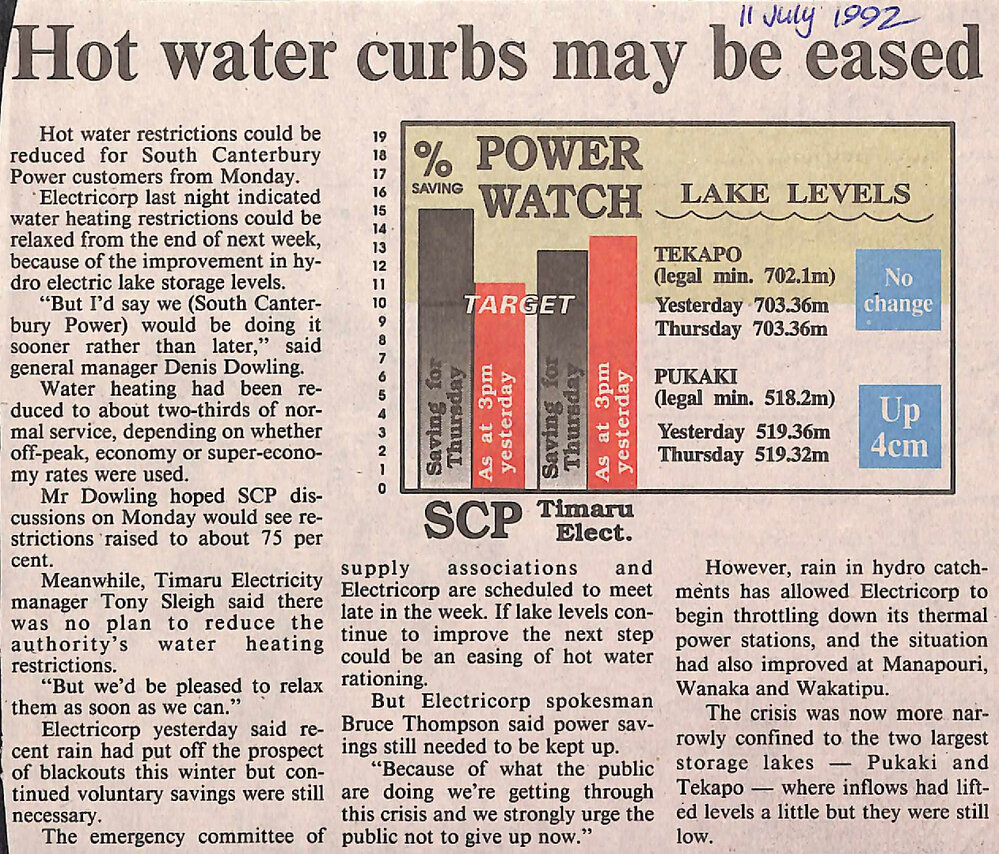 11 July 1992
Hot water curbs may be eased
Hot water restrictions could be
reduced for South Canterbury
Power customers from Monday.
Electricorp last night indicated
water heating restrictions could be
relaxed from the end of next week,
because of the improvement in hy-
dro electric lake storage levels.
"But I'd say we (South Canter-
bury Power) would be doing it
sooner rather than later," said
general manager Denis Dowling.
Water heating had been re-
duced to about two-thirds of nor-
mal service, depending on whether
off-peak, economy or super-econo-
my rates were used.
Mr Dowling hoped SCP dis-
cussions on Monday would see re-
strictions raised to about 75 per
cent.
Meanwhile, Timaru Electricity
manager Tony Sleigh said there
was no plan to reduce the
authority's water heating
restrictions.
"But we'd be pleased to relax
them as soon as we can."
Electricorp yesterday said re-
cent rain had put off the prospect
of blackouts this winter but con-
tinued voluntary savings were still
necessary.
The emergency committee of
19
18
17
16
15
14
13
12
11
10
9
8
7
6
5
4
3
2
1
0
%
SAVING
POWER
WATCH
TARGET
Saving for
Thursday
As at 3pm
yesterday
Saving for
Thursday
As at 3pm
yesterday
SCP
Timaru
Elect.
LAKE LEVELS
TEKAPO
(legal min. 702.1m)
Yesterday 703.36m
Thursday 703.36m
No
change
PUKAKI
(legal min. 518.2m)
Yesterday 519.36m
Thursday 519.32m
Up
4cm
supply associations and
Electricorp are scheduled to meet
late in the week. If lake levels con-
tinue to improve the next step
could be an easing of hot water
rationing.
But Electricorp spokesman
Bruce Thompson said power sav-
ings still needed to be kept up.
"Because of what the public
are doing we're getting through
this crisis and we strongly urge the
public not to give up now."
However, rain in hydro catch-
ments has allowed Electricorp to
begin throttling down its thermal
power stations, and the situation
had also improved at Manapouri,
Wanaka and Wakatipu.
The crisis was now more nar-
rowly confined to the two largest
storage lakes — Pukaki and
Tekapo — where inflows had lift-
ed levels a little but they were still
low.